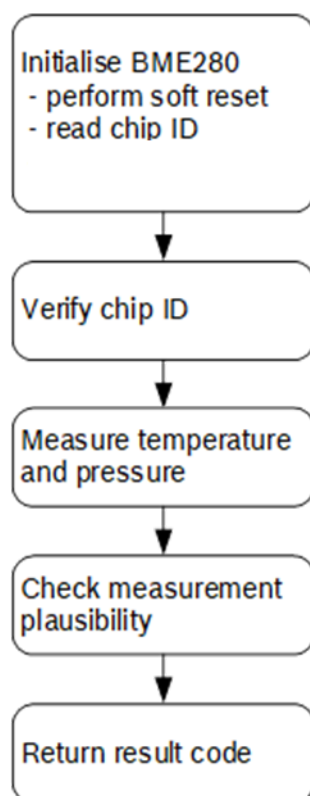 Initialise BME280
- perform soft reset
- read chip ID
Verify chip ID
Measure temperature
and pressure
Check measurement
plausibility
Return result code